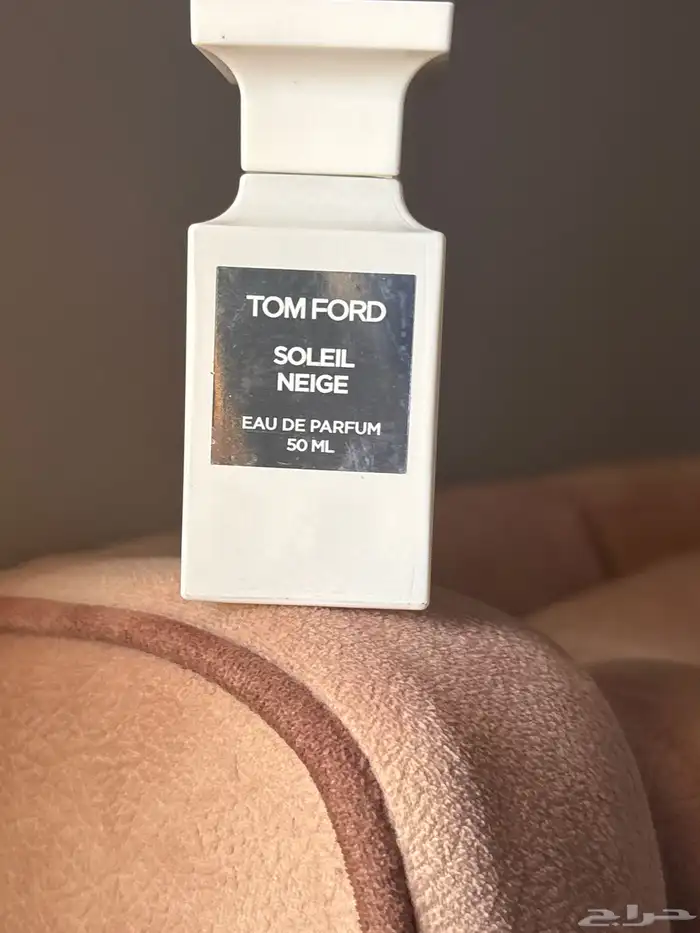 TOM FORD
SOLEIL
NEIGE
EAU DE PARFUM
50 ML
حراج